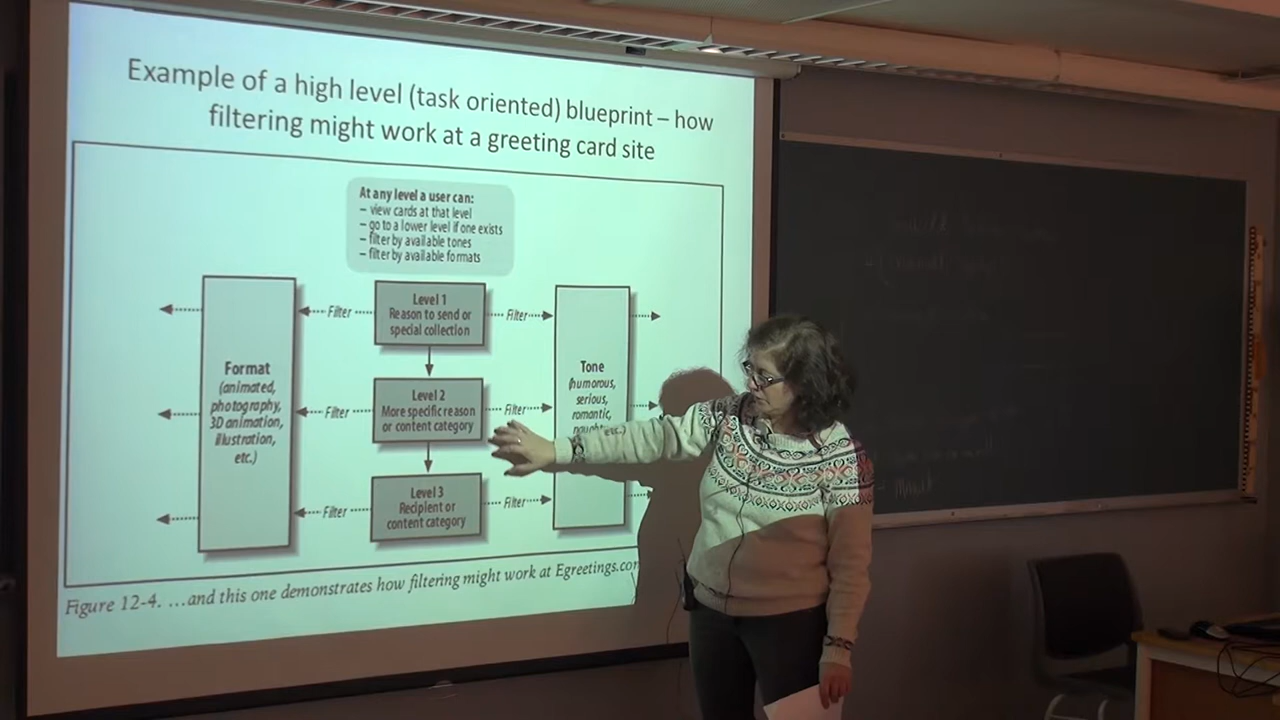 Example of a high level (task oriented) blueprint – how
filtering might work at a greeting card site
At any level a user can:
– view cards at that level
– go to a lower level if one exists
– filter by available tones
– filter by available formats
Format
(animated,
photography,
3D animation,
illustration,
etc.)
Filter
Level 1
Reason to send or
special collection
Filter
Filter
Level 2
More specific reason
or content category
Filter
Filter
Level 3
Recipient or
content category
Filter
Tone
(humorous,
serious,
romantic,
etc.)
Figure 12-4. …and this one demonstrates how filtering might work at